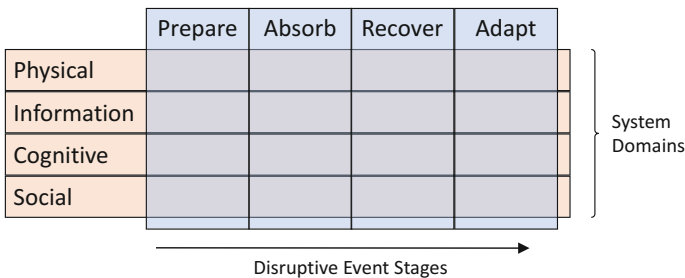 Prepare Absorb Recover Adapt
Physical
Information
Cognitive
Social
System
Domains
Disruptive Event Stages